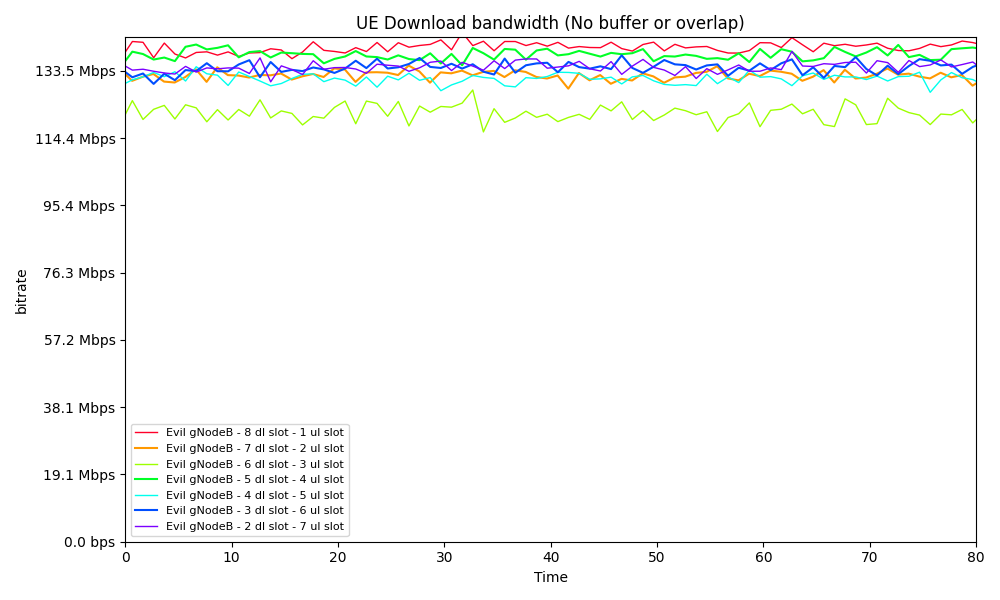 UE Download bandwidth (No buffer or overlap)
133.5 Mbps
114.4 Mbps
95.4 Mbps
76.3 Mbps
57.2 Mbps
38.1 Mbps
19.1 Mbps
0.0 bps
bitrate
Evil gNodeB - 8 dl slot - 1 ul slot
Evil gNodeB - 7 dl slot - 2 ul slot
Evil gNodeB - 6 dl slot - 3 ul slot
Evil gNodeB - 5 dl slot - 4 ul slot
Evil gNodeB - 4 dl slot - 5 ul slot
Evil gNodeB - 3 dl slot - 6 ul slot
Evil gNodeB - 2 dl slot - 7 ul slot
0 10 20 30 40 50 60 70 80
Time